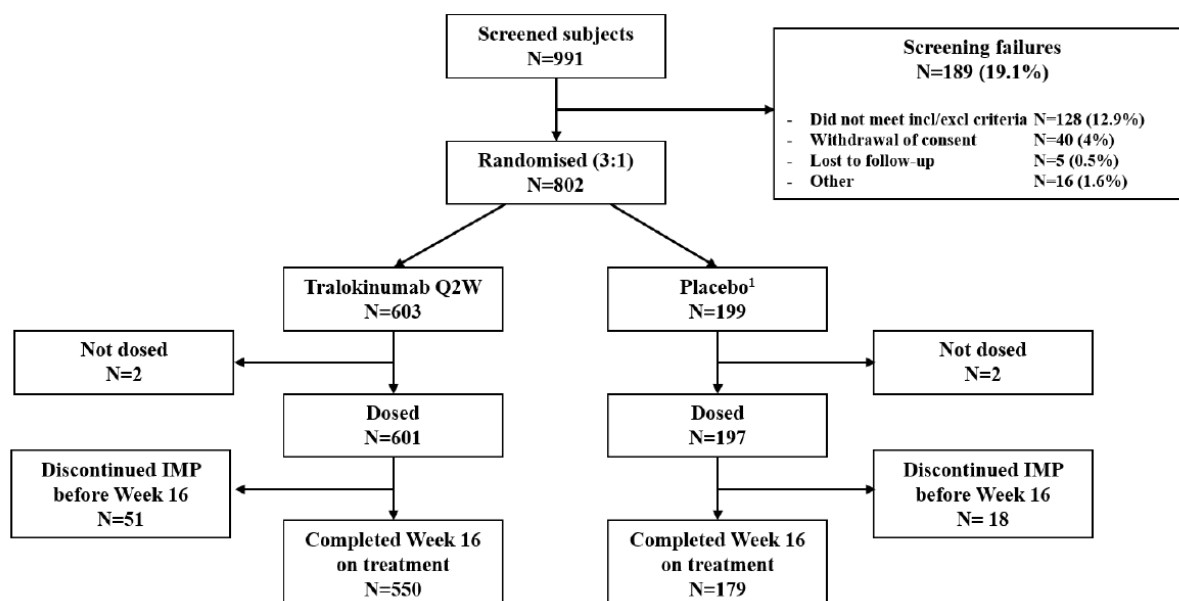 Screened subjects
N=991
Screening failures
N=189 (19.1%)
- Did not meet incl/excl criteria N=128 (12.9%)
- Withdrawal of consent N=40 (4%)
- Lost to follow-up N=5 (0.5%)
- Other N=16 (1.6%)
Randomised (3:1)
N=802
Tralokinumab Q2W
N=603
Placebo¹
N=199
Not dosed
N=2
Not dosed
N=2
Dosed
N=601
Dosed
N=197
Discontinued IMP
before Week 16
N=51
Discontinued IMP
before Week 16
N= 18
Completed Week 16
on treatment
N=550
Completed Week 16
on treatment
N=179